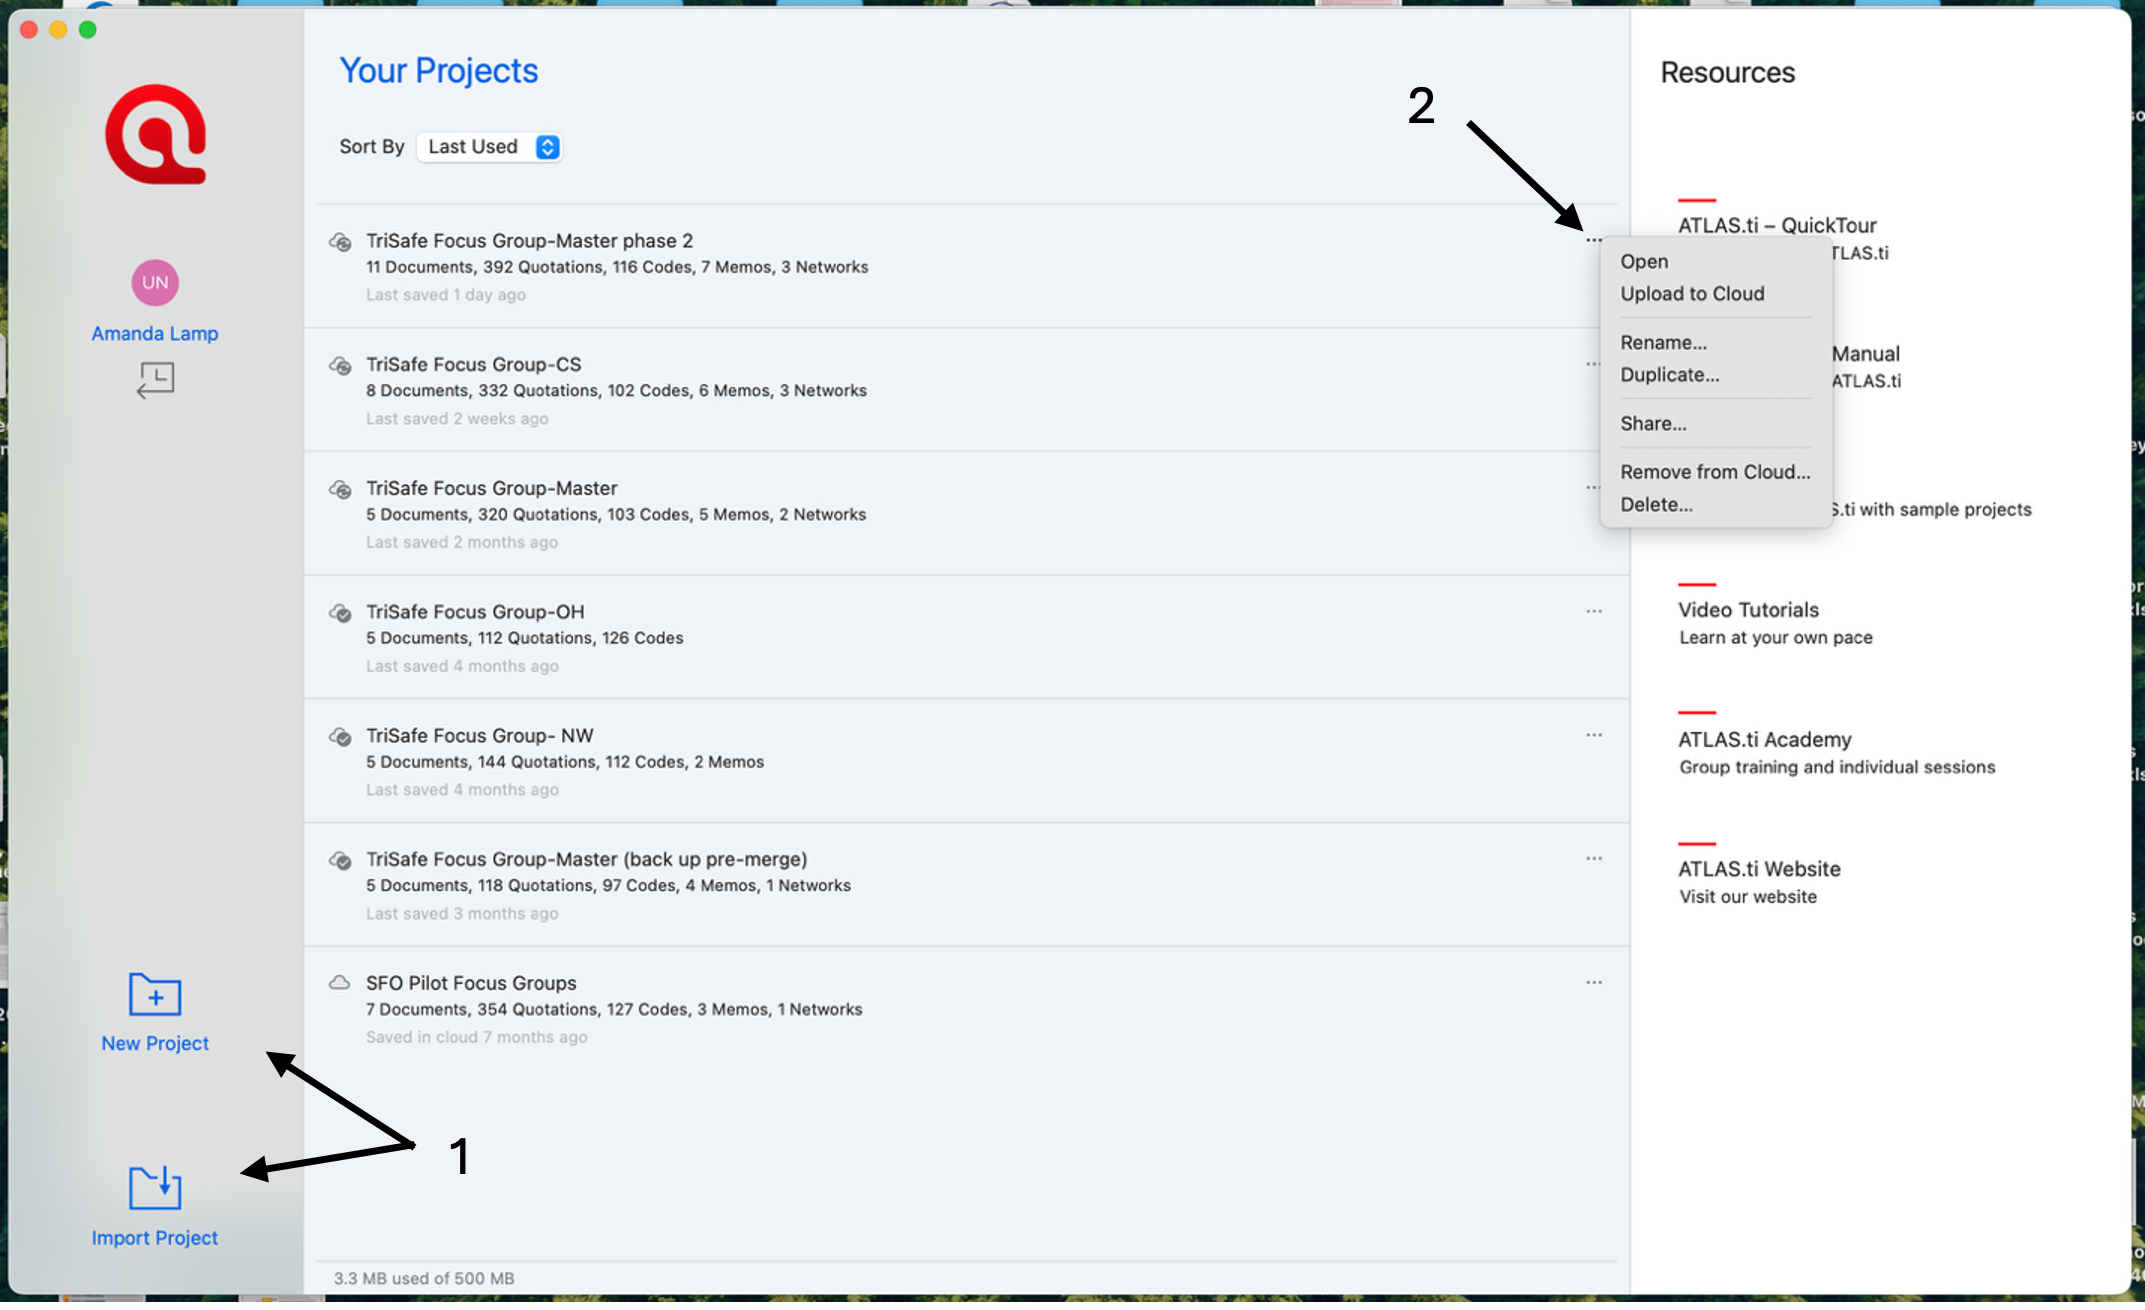 Your Projects
Sort By Last Used
UN
Amanda Lamp
TriSafe Focus Group-Master phase 2
11 Documents, 392 Quotations, 116 Codes, 7 Memos, 3 Networks
Last saved 1 day ago
TriSafe Focus Group-CS
8 Documents, 332 Quotations, 102 Codes, 6 Memos, 3 Networks
Last saved 2 weeks ago
TriSafe Focus Group-Master
5 Documents, 320 Quotations, 103 Codes, 5 Memos, 2 Networks
Last saved 2 months ago
TriSafe Focus Group-OH
5 Documents, 112 Quotations, 126 Codes
Last saved 4 months ago
TriSafe Focus Group- NW
5 Documents, 144 Quotations, 112 Codes, 2 Memos
Last saved 4 months ago
TriSafe Focus Group-Master (back up pre-merge)
5 Documents, 118 Quotations, 97 Codes, 4 Memos, 1 Networks
Last saved 3 months ago
SFO Pilot Focus Groups
7 Documents, 354 Quotations, 127 Codes, 3 Memos, 1 Networks
Saved in cloud 7 months ago
New Project
1
Import Project
3.3 MB used of 500 MB
2
Open
Upload to Cloud
Rename...
Duplicate...
Share...
Remove from Cloud...
Delete...
Resources
ATLAS.ti – QuickTour
TLAS.ti
Manual
ATLAS.ti
S.ti with sample projects
Video Tutorials
Learn at your own pace
ATLAS.ti Academy
Group training and individual sessions
ATLAS.ti Website
Visit our website